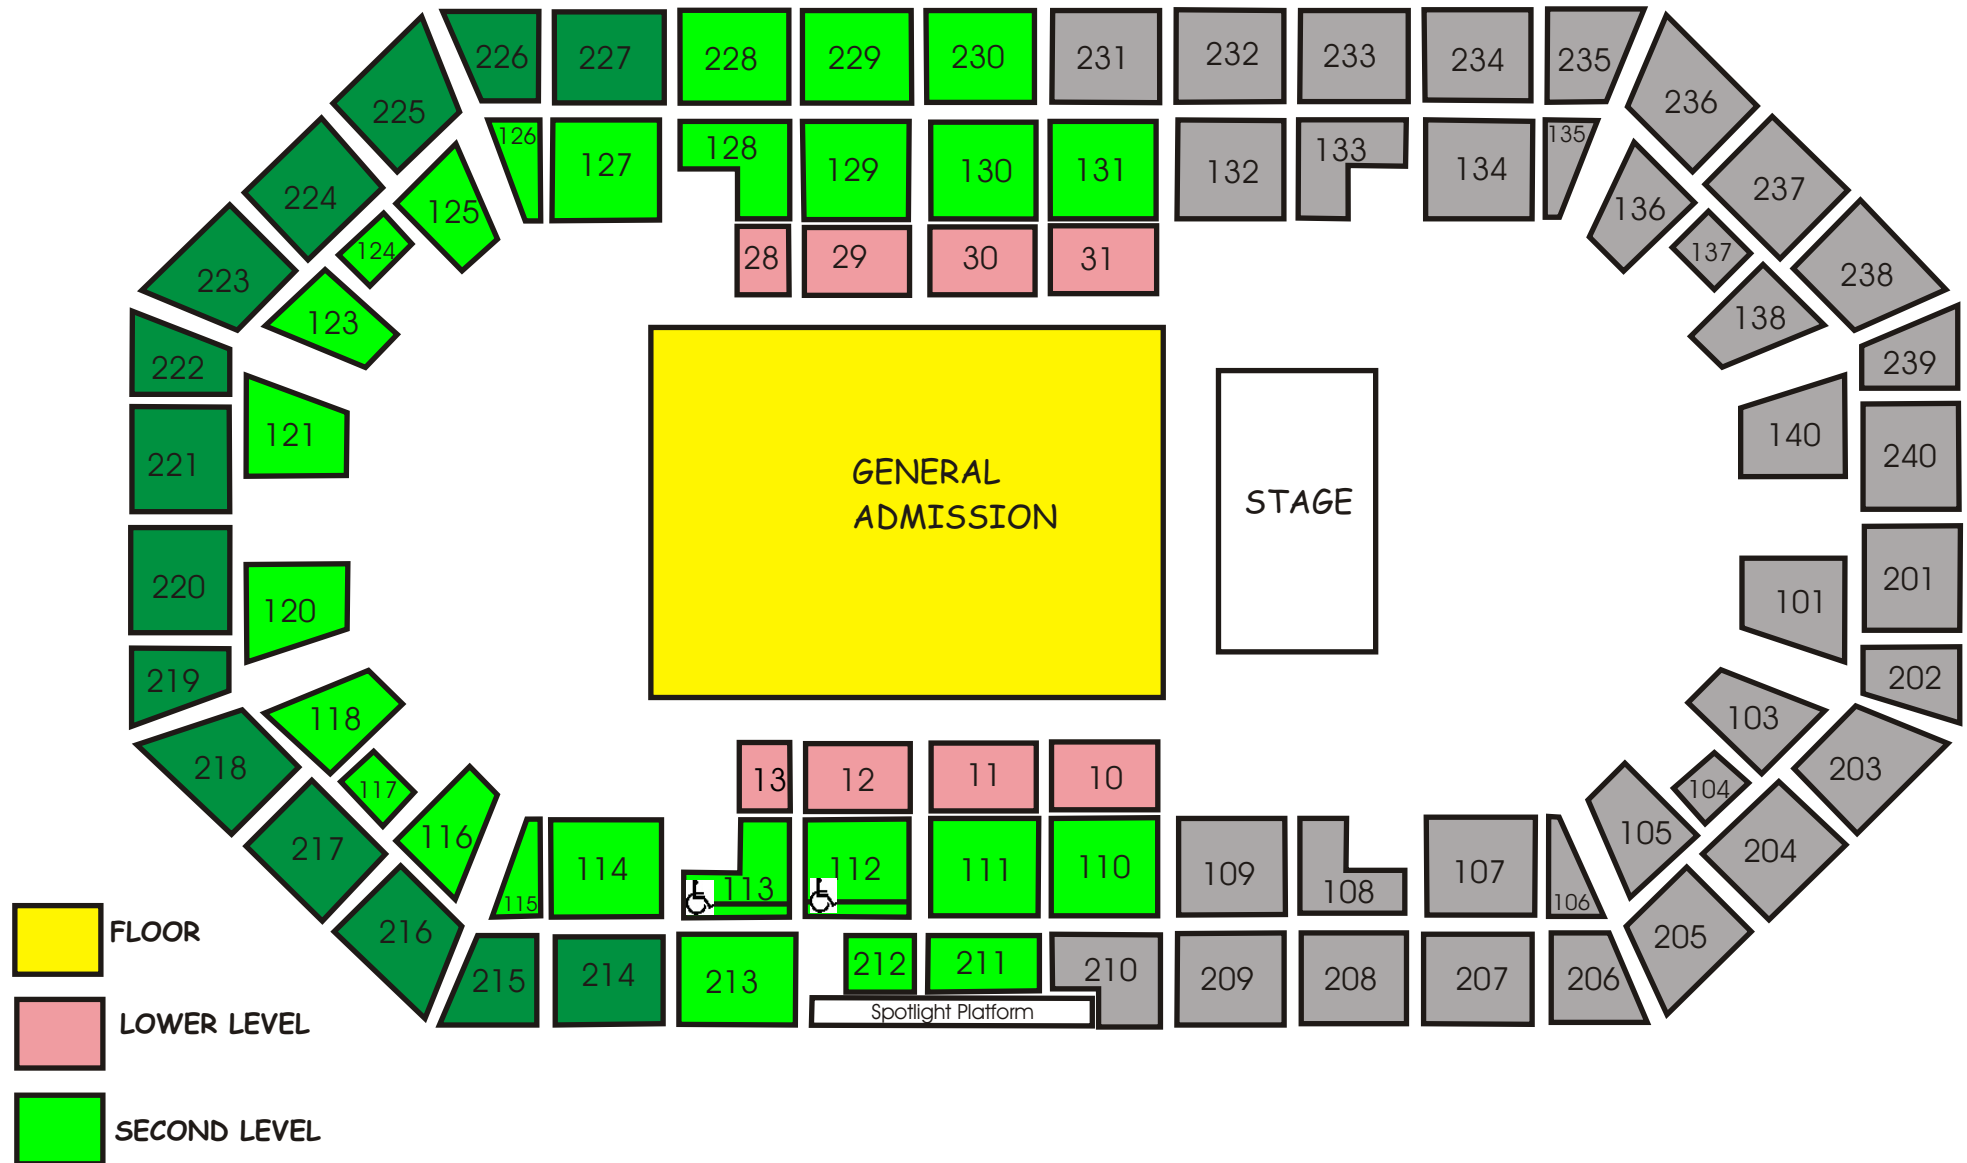 226 227 228 229 230 231 232 233 234 235
225 236
126 127 128 129 130 131 132 133 134 135
224 125 136 237
124 137
223 28 29 30 31 238
123 138
222 239
121 140
221 240
GENERAL
ADMISSION
STAGE
220 201
120 101
219 202
118 103
218 203
13 12 11 10
117 104
217 116 105 204
115 114 113 112 111 110 109 108 107 106
216 205
215 214 213 212 211 210 209 208 207 206
Spotlight Platform
FLOOR
LOWER LEVEL
SECOND LEVEL